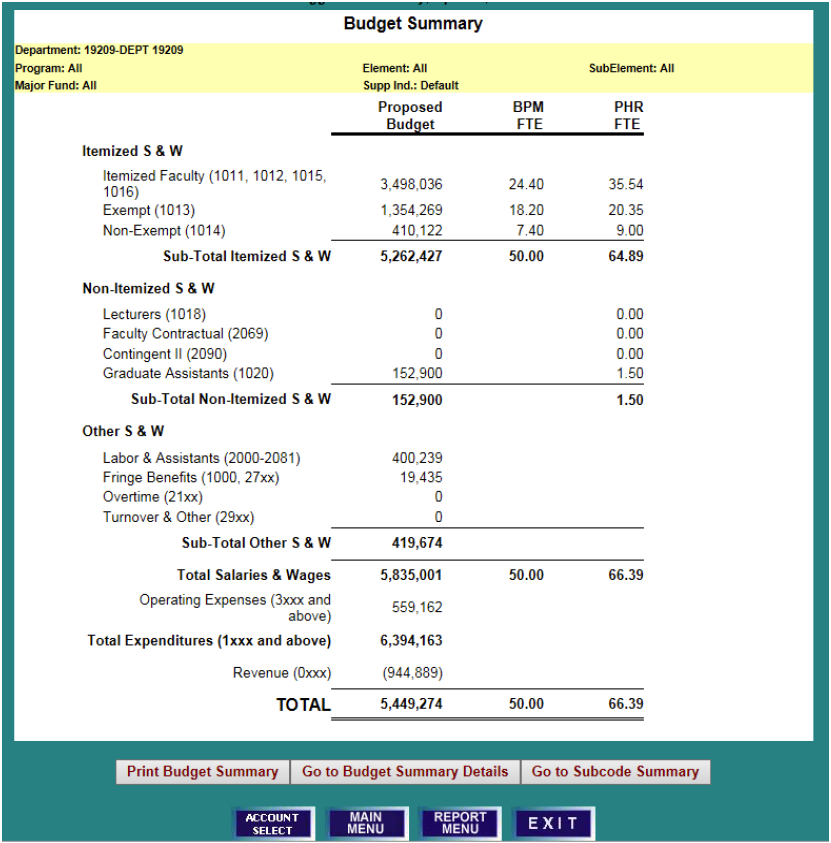 Budget Summary
Department: 19209-DEPT 19209
Program: All Element: All SubElement: All
Major Fund: All Supp Ind.: Default
Proposed BPM PHR
Budget FTE FTE
Itemized S & W
Itemized Faculty (1011, 1012, 1015,
1016) 3,498,036 24.40 35.54
Exempt (1013) 1,354,269 18.20 20.35
Non-Exempt (1014) 410,122 7.40 9.00
Sub-Total Itemized S & W 5,262,427 50.00 64.89
Non-Itemized S & W
Lecturers (1018) 0 0.00
Faculty Contractual (2069) 0 0.00
Contingent II (2090) 0 0.00
Graduate Assistants (1020) 152,900 1.50
Sub-Total Non-Itemized S & W 152,900 1.50
Other S & W
Labor & Assistants (2000-2081) 400,239
Fringe Benefits (1000, 27xx) 19,435
Overtime (21xx) 0
Turnover & Other (29xx) 0
Sub-Total Other S & W 419,674
Total Salaries & Wages 5,835,001 50.00 66.39
Operating Expenses (3xxx and
above) 559,162
Total Expenditures (1xxx and above) 6,394,163
Revenue (0xxx) (944,889)
TOTAL 5,449,274 50.00 66.39
Print Budget Summary Go to Budget Summary Details Go to Subcode Summary
ACCOUNT SELECT
MAIN MENU
REPORT MENU
EXIT